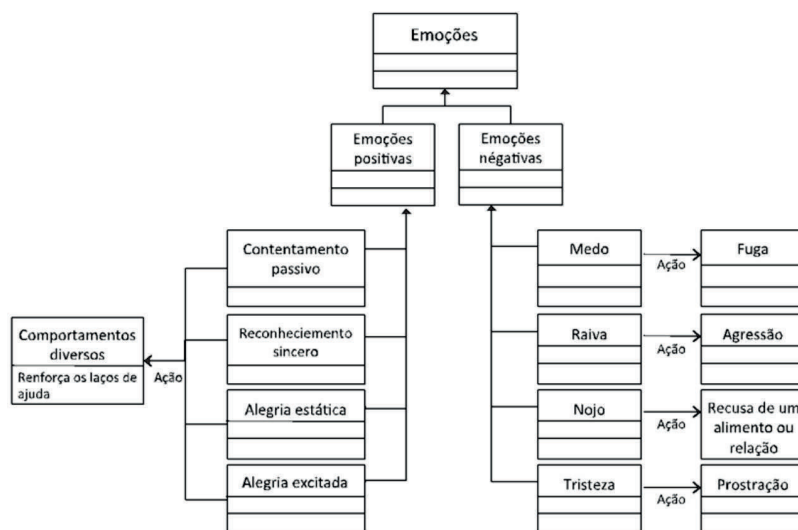 Emoções
Emoções
positivas
Emoções
négativas
Contentamento
passivo
Medo
Ação
Fuga
Comportamentos
diversos
Renforça os laços de
ajuda
Ação
Reconheciemento
sincero
Raiva
Ação
Agressão
Alegria estática
Nojo
Ação
Recusa de um
alimento ou
relação
Alegria excitada
Tristeza
Ação
Prostração